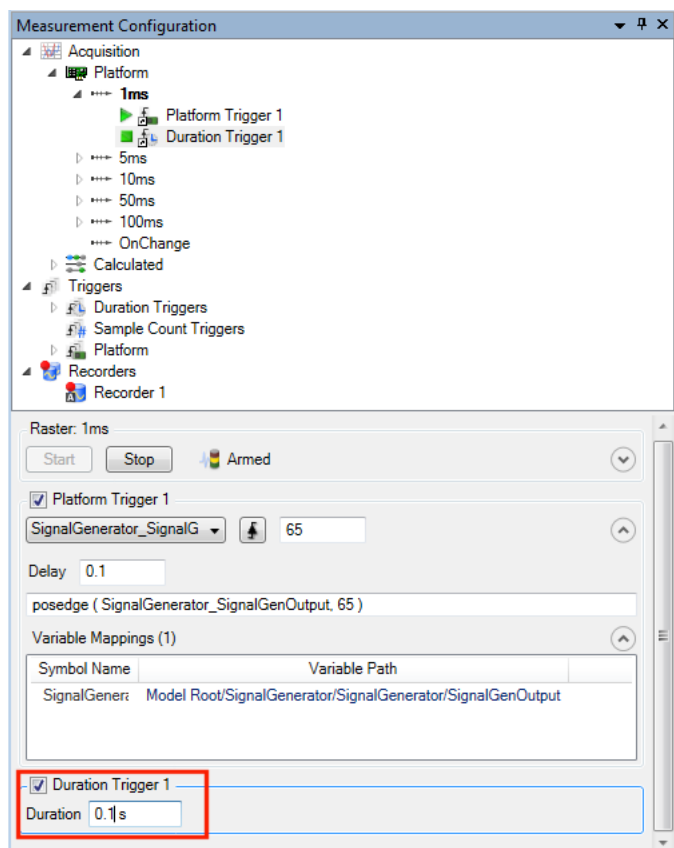 Measurement Configuration
Acquisition
Platform
1ms
Platform Trigger 1
Duration Trigger 1
5ms
10ms
50ms
100ms
OnChange
Calculated
Triggers
Duration Triggers
Sample Count Triggers
Platform
Recorders
Recorder 1
Raster: 1ms
Start Stop Armed
Platform Trigger 1
SignalGenerator_SignalG 65
Delay 0.1
posedge ( SignalGenerator_SignalGenOutput, 65 )
Variable Mappings (1)
Symbol Name Variable Path
SignalGenera Model Root/SignalGenerator/SignalGenerator/SignalGenOutput
Duration Trigger 1
Duration 0.1 s